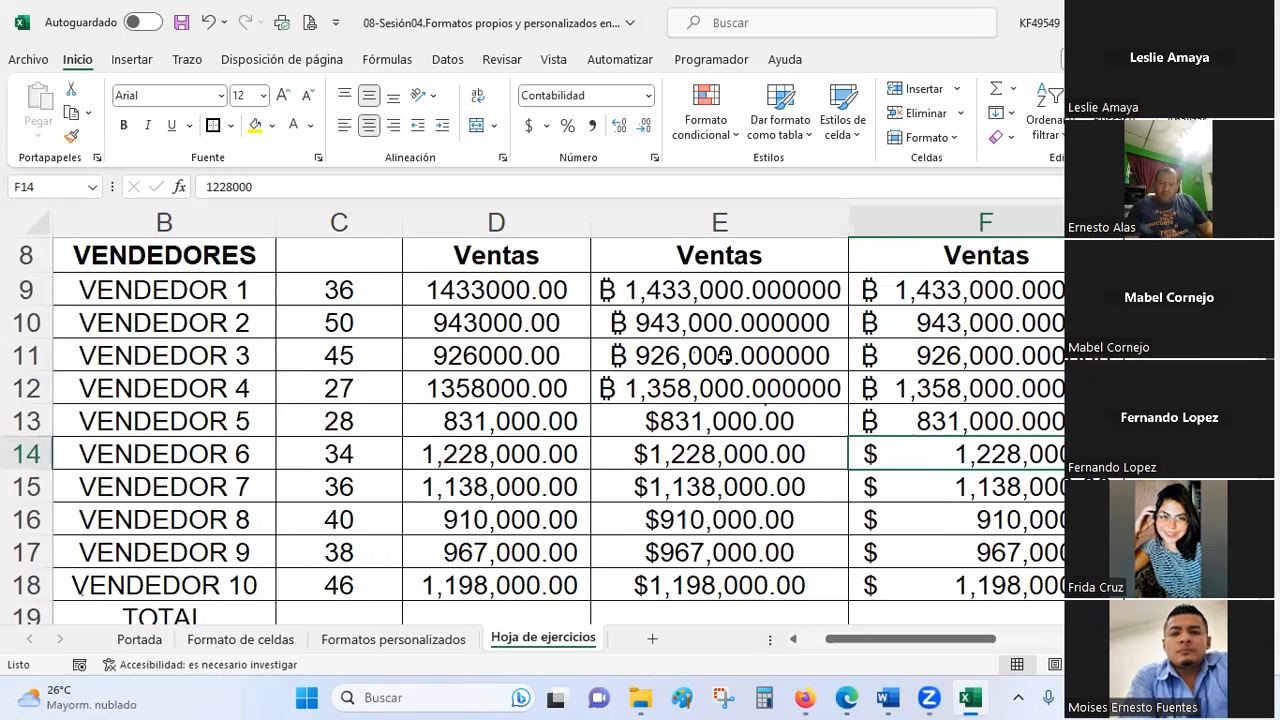 Autoguardado
08-Sesión04.Formatos propios y personalizados en...
Buscar
KF49549
Archivo Inicio Insertar Trazo Disposición de página Fórmulas Datos Revisar Vista Automatizar Programador Ayuda
Pegar
Portapapeles
Arial 12
N K S
Fuente
Alineación
Contabilidad
$ % ,
Número
Formato condicional
Dar formato como tabla
Estilos de celda
Estilos
Insertar
Eliminar
Formato
Celdas
Ordena
filtrar
F14 fx 1228000
B C D E F
8 VENDEDORES Ventas Ventas Ventas
9 VENDEDOR 1 36 1433000.00 ₿ 1,433,000.000000 ₿ 1,433,000.000
10 VENDEDOR 2 50 943000.00 ₿ 943,000.000000 ₿ 943,000.000
11 VENDEDOR 3 45 926000.00 ₿ 926,000.000000 ₿ 926,000.000
12 VENDEDOR 4 27 1358000.00 ₿ 1,358,000.000000 ₿ 1,358,000.000
13 VENDEDOR 5 28 831,000.00 $831,000.00 ₿ 831,000.000
14 VENDEDOR 6 34 1,228,000.00 $1,228,000.00 $ 1,228,000
15 VENDEDOR 7 36 1,138,000.00 $1,138,000.00 $ 1,138,000
16 VENDEDOR 8 40 910,000.00 $910,000.00 $ 910,000
17 VENDEDOR 9 38 967,000.00 $967,000.00 $ 967,000
18 VENDEDOR 10 46 1,198,000.00 $1,198,000.00 $ 1,198,000
19 TOTAL
Portada Formato de celdas Formatos personalizados Hoja de ejercicios
Listo Accesibilidad: es necesario investigar
26°C
Mayorm. nublado
Buscar
Leslie Amaya
Leslie Amaya
Ernesto Alas
Mabel Cornejo
Mabel Cornejo
Fernando Lopez
Fernando Lopez
Frida Cruz
Moises Ernesto Fuentes